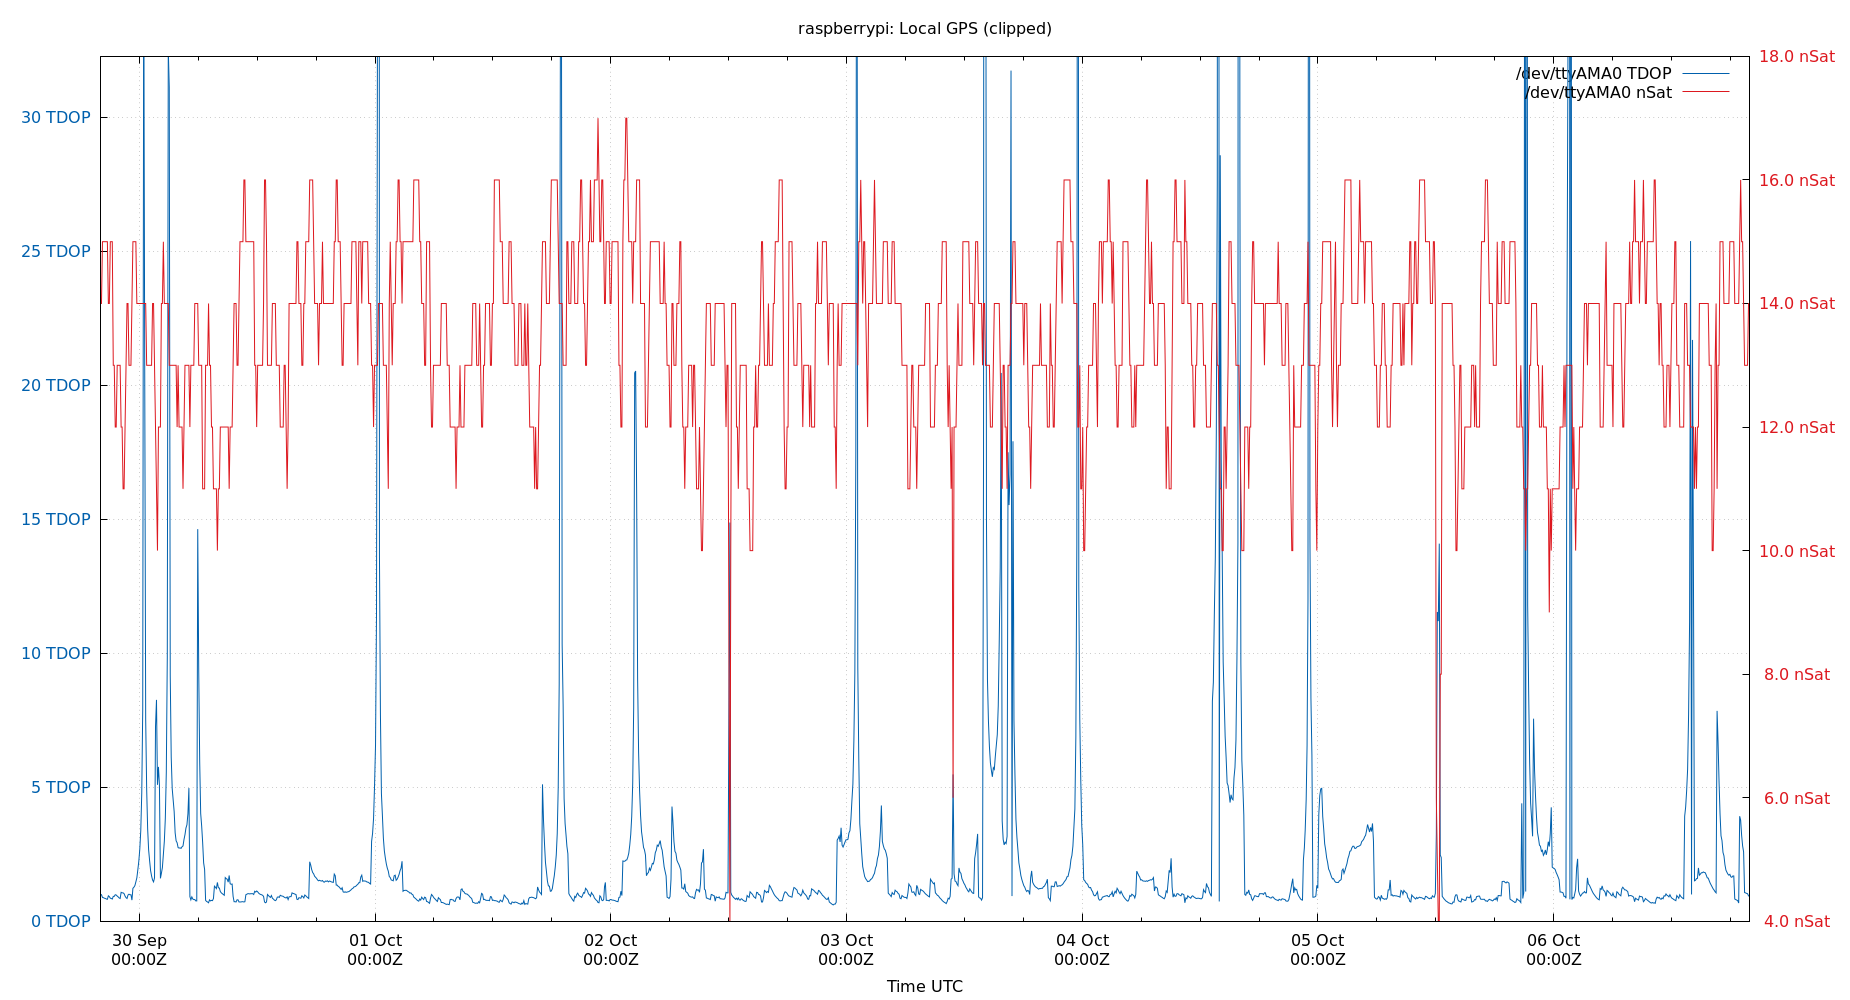 raspberrypi: Local GPS (clipped)
/dev/ttyAMA0 TDOP
/dev/ttyAMA0 nSat
30 TDOP
25 TDOP
20 TDOP
15 TDOP
10 TDOP
5 TDOP
0 TDOP
18.0 nSat
16.0 nSat
14.0 nSat
12.0 nSat
10.0 nSat
8.0 nSat
6.0 nSat
4.0 nSat
30 Sep
00:00Z
01 Oct
00:00Z
02 Oct
00:00Z
03 Oct
00:00Z
04 Oct
00:00Z
05 Oct
00:00Z
06 Oct
00:00Z
Time UTC